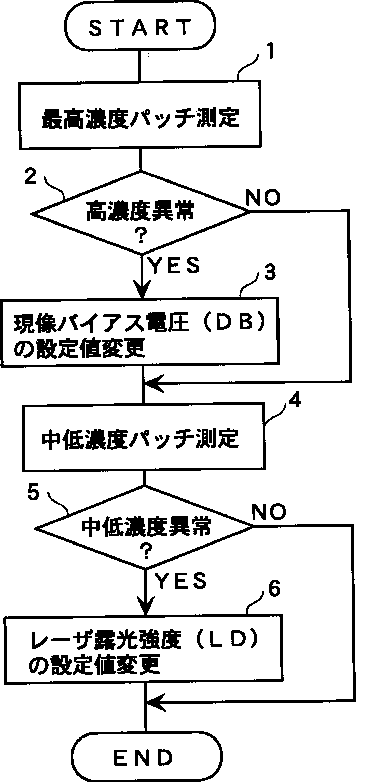 START
1
最高濃度パッチ測定
2
高濃度異常
?
NO
YES
3
現像バイアス電圧(DB)
の設定値変更
4
中低濃度パッチ測定
5
中低濃度異常
?
NO
YES
6
レーザ露光強度(LD)
の設定値変更
END